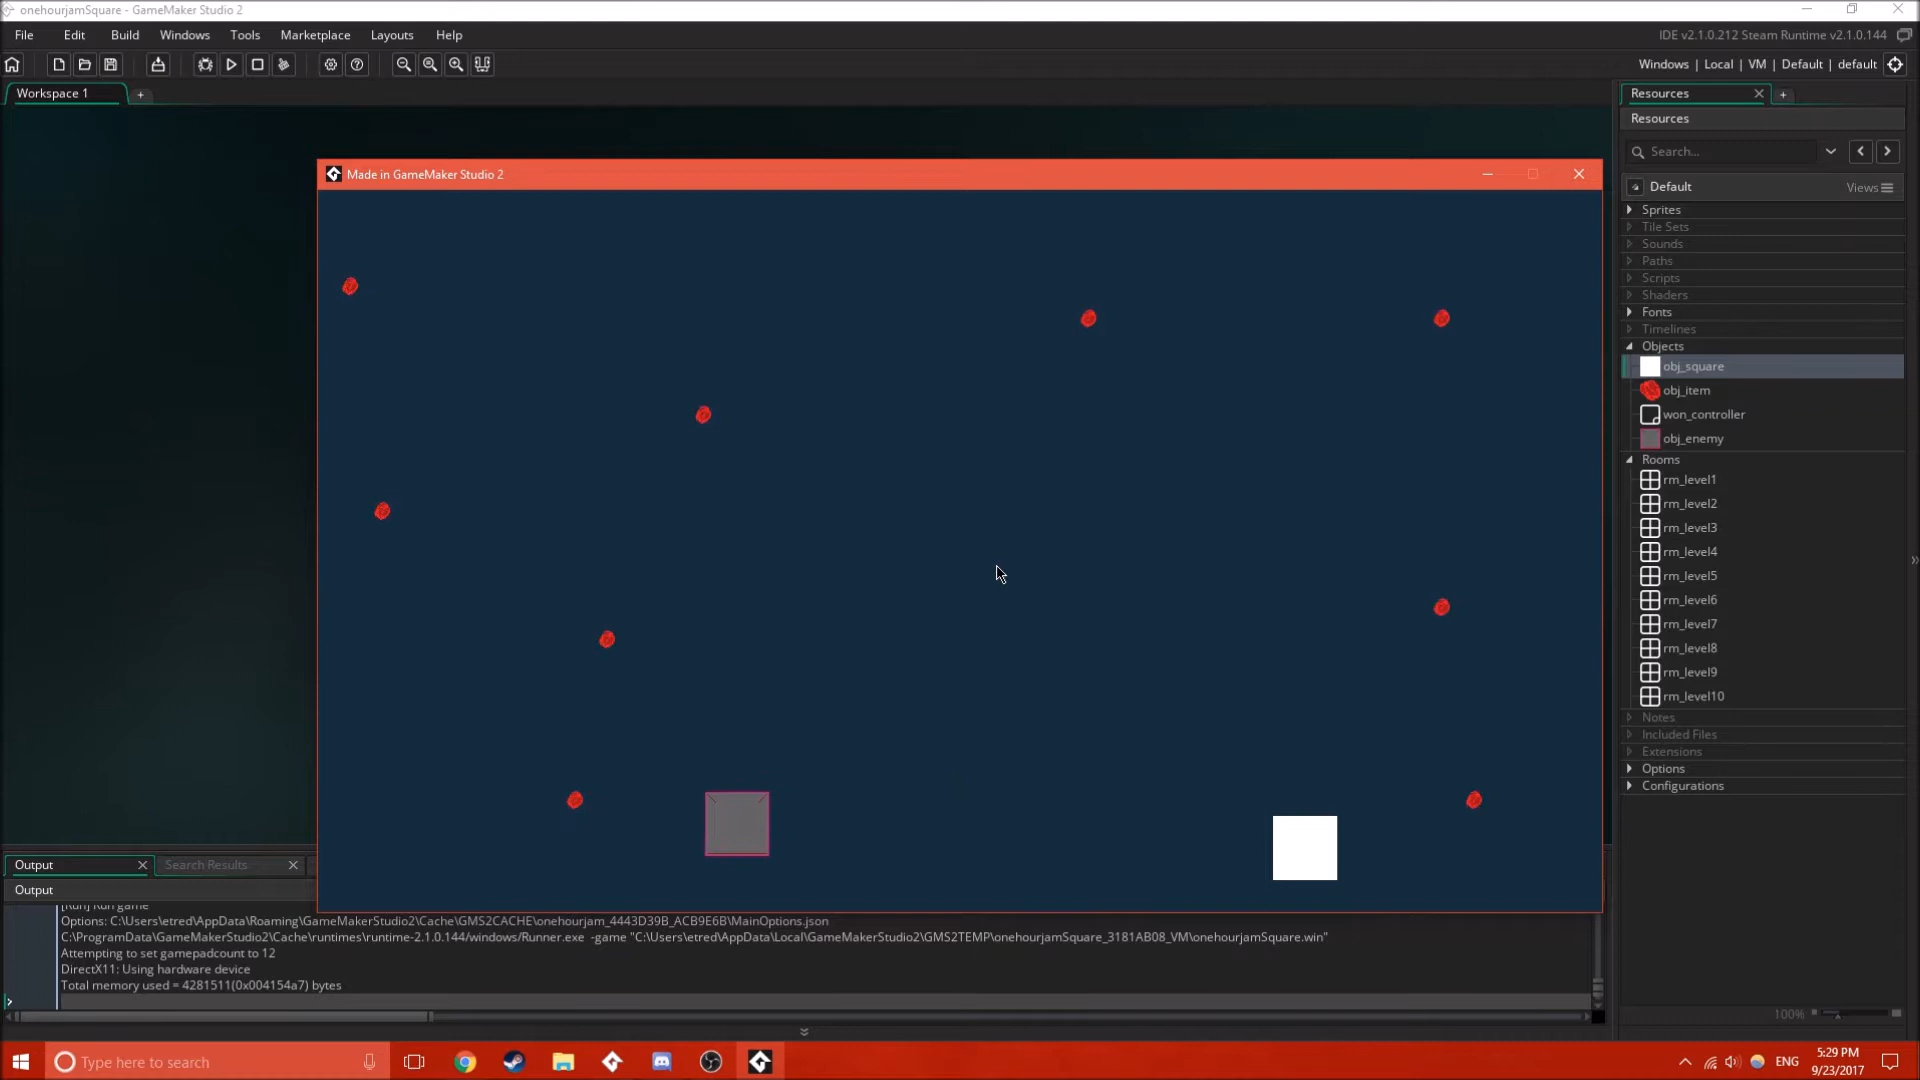 onehourjamSquare - GameMaker Studio 2
File Edit Build Windows Tools Marketplace Layouts Help
IDE v2.1.0.212 Steam Runtime v2.1.0.144
Windows | Local | VM | Default | default
Workspace 1
Resources
Resources
Search...
Made in GameMaker Studio 2
Default
Views
Sprites
Tile Sets
Sounds
Paths
Scripts
Shaders
Fonts
Timelines
Objects
obj_square
obj_item
won_controller
obj_enemy
Rooms
rm_level1
rm_level2
rm_level3
rm_level4
rm_level5
rm_level6
rm_level7
rm_level8
rm_level9
rm_level10
Notes
Included Files
Extensions
Options
Configurations
Output
Search Results
Output
[Run] Run game
Options: C:\Users\etred\AppData\Roaming\GameMakerStudio2\Cache\GMS2CACHE\onehourjam_4443D39B_ACB9E6B\MainOptions.json
C:\ProgramData\GameMakerStudio2\Cache\runtimes\runtime-2.1.0.144/windows/Runner.exe -game "C:\Users\etred\AppData\Local\GameMakerStudio2\GMS2TEMP\onehourjamSquare_3181AB08_VM\onehourjamSquare.win"
Attempting to set gamepadcount to 12
DirectX11: Using hardware device
Total memory used = 4281511(0x004154a7) bytes
100%
Type here to search
ENG
5:29 PM
9/23/2017